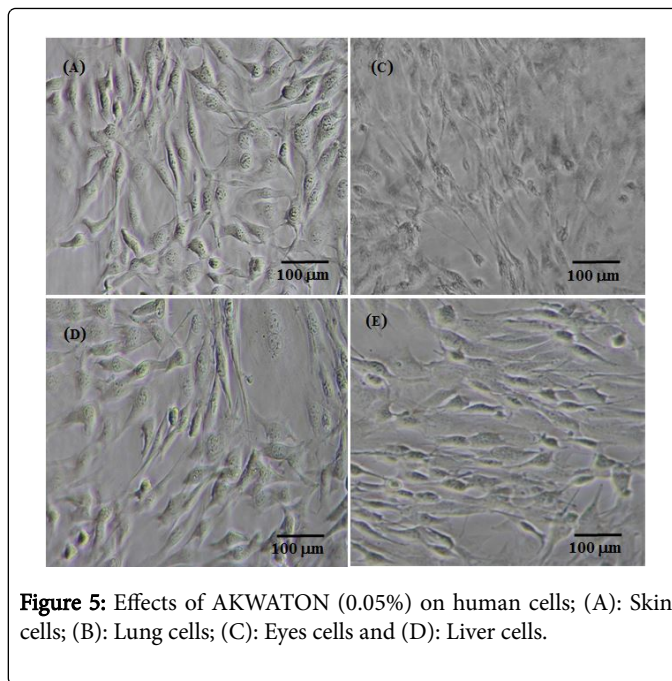 (A)
(C)
100 μm
100 μm
(D)
(E)
100 μm
100 μm
Figure 5: Effects of AKWATON (0.05%) on human cells; (A): Skin
cells; (B): Lung cells; (C): Eyes cells and (D): Liver cells.